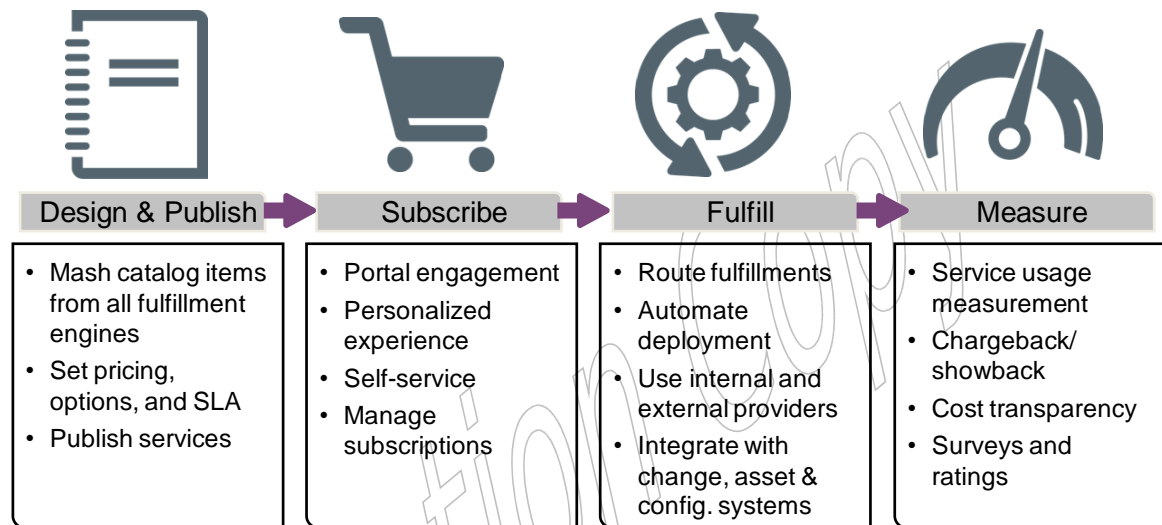 Design & Publish
Subscribe
Fulfill
Measure
• Mash catalog items
from all fulfillment
engines
• Set pricing,
options, and SLA
• Publish services
• Portal engagement
• Personalized
experience
• Self-service
• Manage
subscriptions
• Route fulfillments
• Automate
deployment
• Use internal and
external providers
• Integrate with
change, asset &
config. systems
• Service usage
measurement
• Chargeback/
showback
• Cost transparency
• Surveys and
ratings
tion Copy